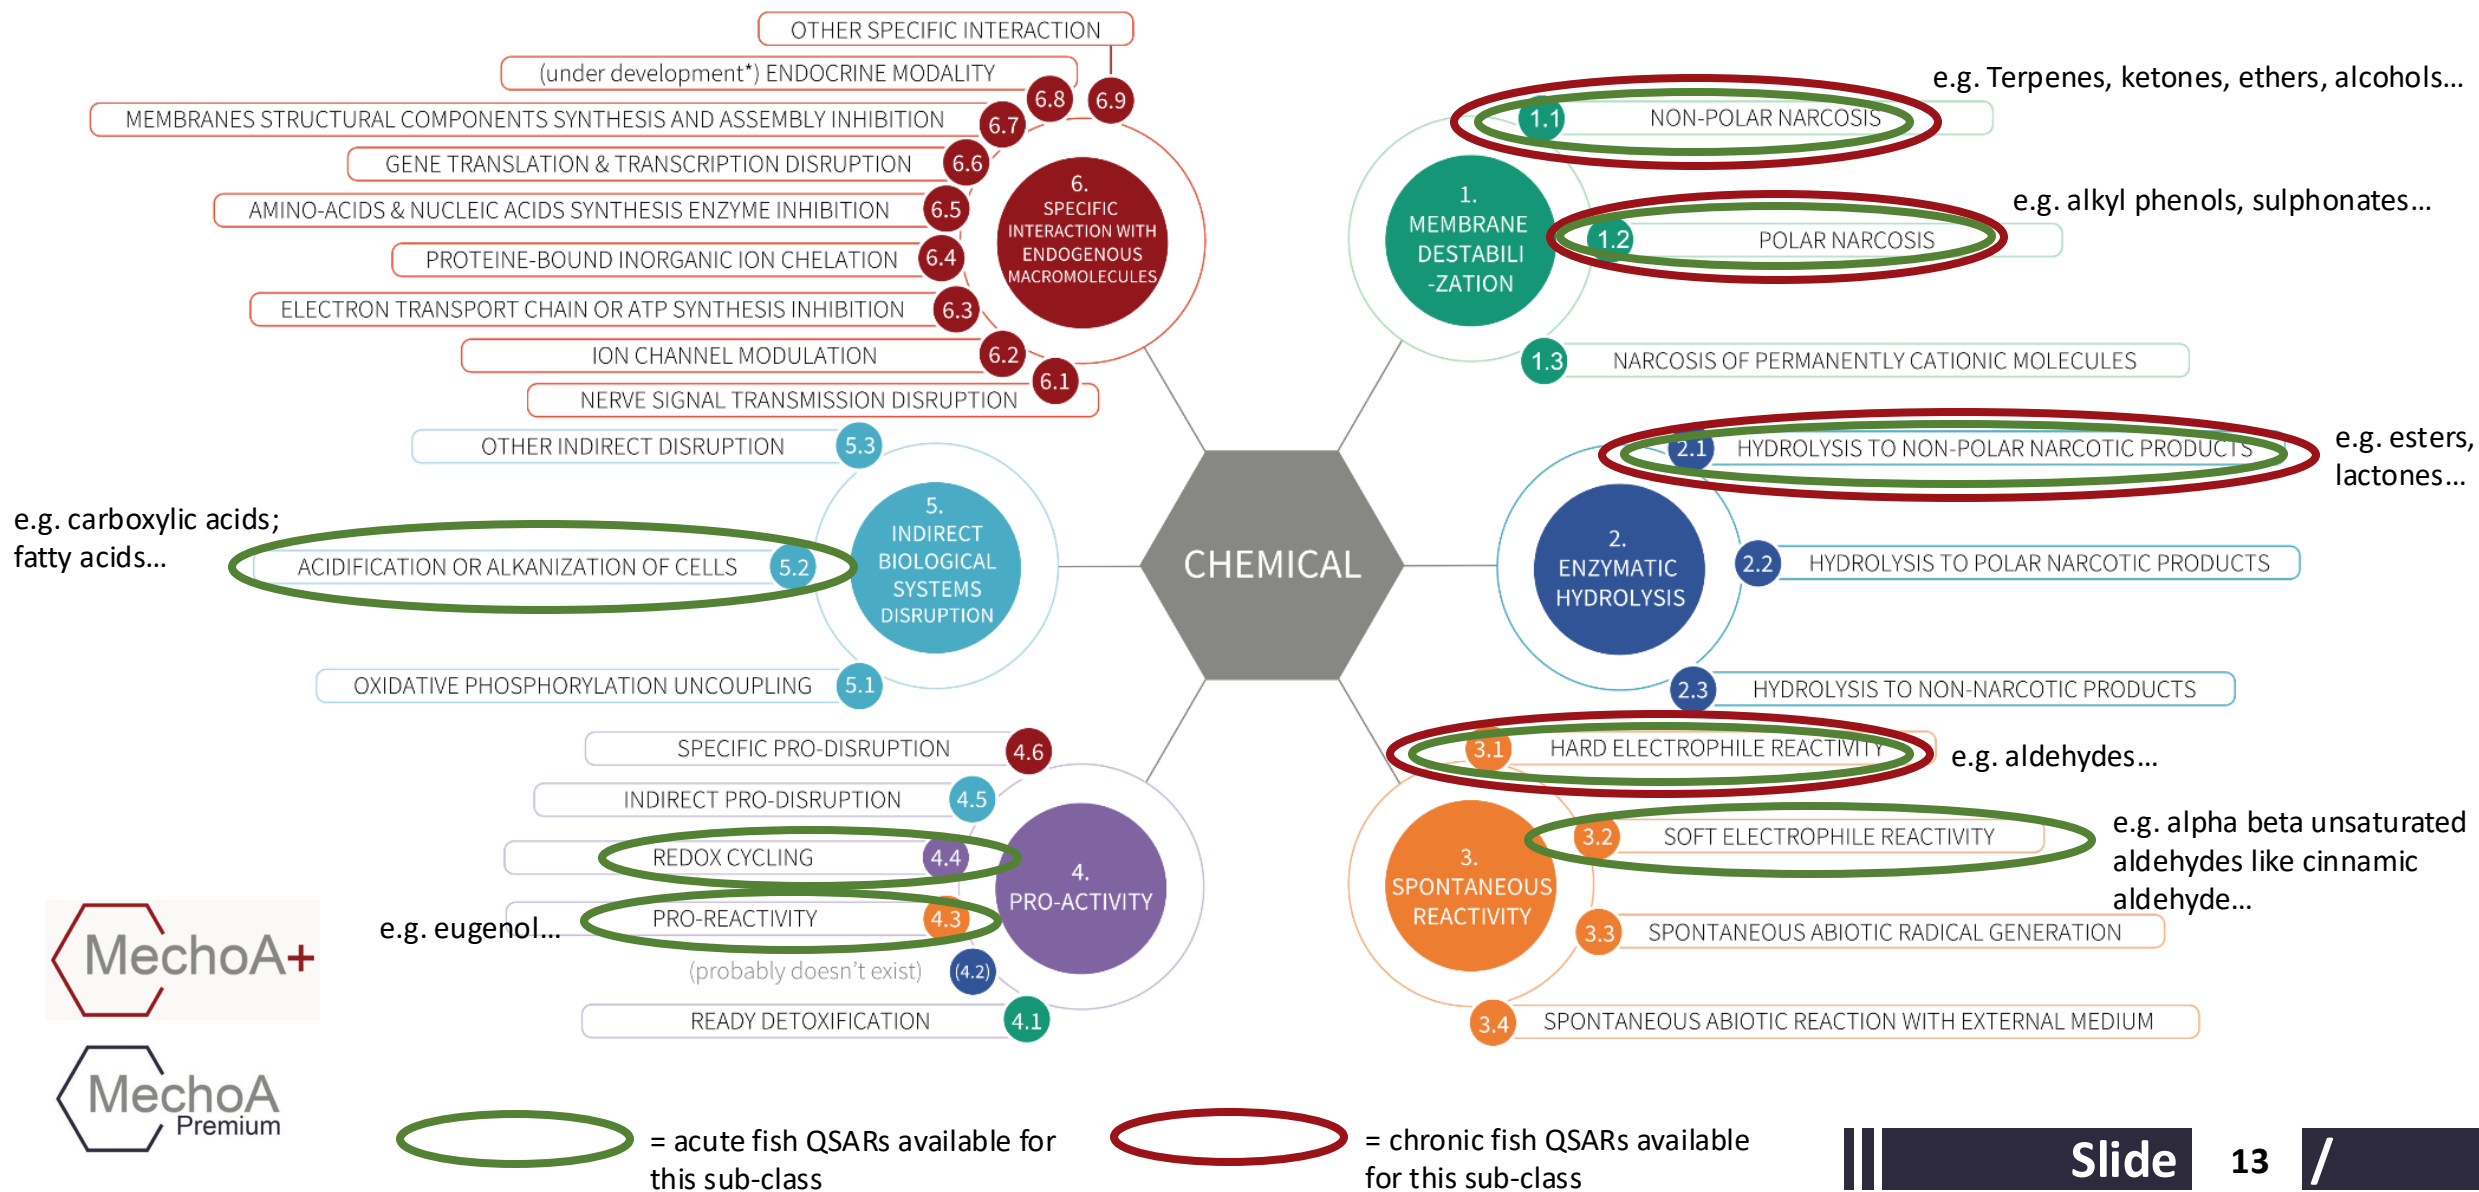 OTHER SPECIFIC INTERACTION
(under development*) ENDOCRINE MODALITY
6.8
6.9
MEMBRANES STRUCTURAL COMPONENTS SYNTHESIS AND ASSEMBLY INHIBITION
6.7
GENE TRANSLATION & TRANSCRIPTION DISRUPTION
6.6
AMINO-ACIDS & NUCLEIC ACIDS SYNTHESIS ENZYME INHIBITION
6.5
PROTEINE-BOUND INORGANIC ION CHELATION
6.4
ELECTRON TRANSPORT CHAIN OR ATP SYNTHESIS INHIBITION
6.3
ION CHANNEL MODULATION
6.2
6.1
NERVE SIGNAL TRANSMISSION DISRUPTION
6.
SPECIFIC
INTERACTION WITH
ENDOGENOUS
MACROMOLECULES
e.g. Terpenes, ketones, ethers, alcohols...
1.1
NON-POLAR NARCOSIS
e.g. alkyl phenols, sulphonates...
1.2
POLAR NARCOSIS
1.
MEMBRANE
DESTABILI
-ZATION
1.3
NARCOSIS OF PERMANENTLY CATIONIC MOLECULES
OTHER INDIRECT DISRUPTION
5.3
e.g. carboxylic acids;
fatty acids...
ACIDIFICATION OR ALKANIZATION OF CELLS
5.2
5.
INDIRECT
BIOLOGICAL
SYSTEMS
DISRUPTION
OXIDATIVE PHOSPHORYLATION UNCOUPLING
5.1
CHEMICAL
2.1
HYDROLYSIS TO NON-POLAR NARCOTIC PRODUCTS
e.g. esters,
lactones...
2.
ENZYMATIC
HYDROLYSIS
2.2
HYDROLYSIS TO POLAR NARCOTIC PRODUCTS
2.3
HYDROLYSIS TO NON-NARCOTIC PRODUCTS
SPECIFIC PRO-DISRUPTION
4.6
INDIRECT PRO-DISRUPTION
4.5
REDOX CYCLING
4.4
e.g. eugenol...
PRO-REACTIVITY
4.3
(probably doesn't exist)
(4.2)
READY DETOXIFICATION
4.1
4.
PRO-ACTIVITY
3.1
HARD ELECTROPHILE REACTIVITY
e.g. aldehydes...
3.2
SOFT ELECTROPHILE REACTIVITY
e.g. alpha beta unsaturated
aldehydes like cinnamic
aldehyde...
3.
SPONTANEOUS
REACTIVITY
3.3
SPONTANEOUS ABIOTIC RADICAL GENERATION
3.4
SPONTANEOUS ABIOTIC REACTION WITH EXTERNAL MEDIUM
MechoA+
MechoA
Premium
= acute fish QSARs available for
this sub-class
= chronic fish QSARs available
for this sub-class
Slide 13 /